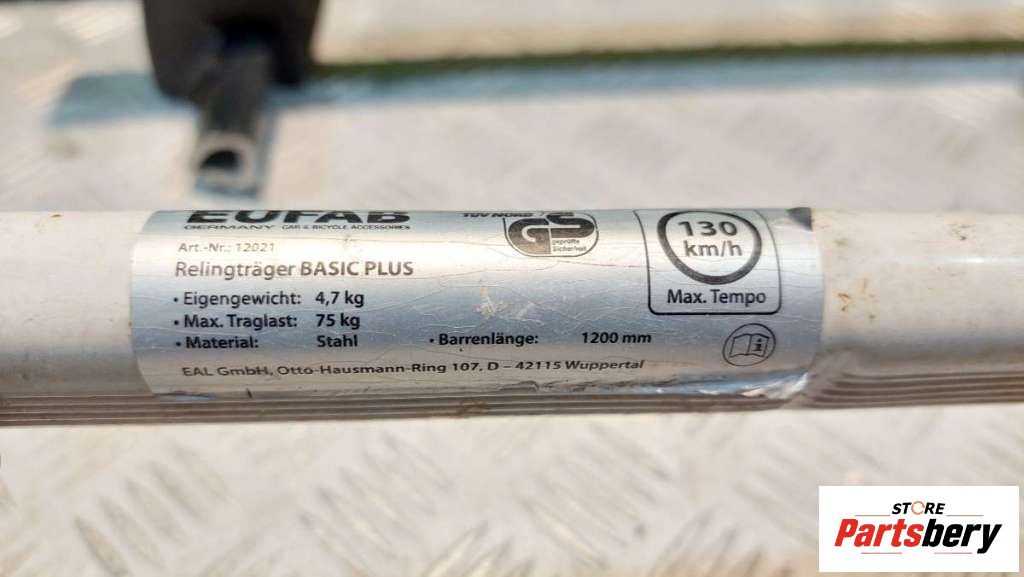 EUFAB
GERMANY CAR & BICYCLE ACCESSORIES
Art.-Nr.: 12021
Relingträger BASIC PLUS
• Eigengewicht: 4,7 kg
• Max. Traglast: 75 kg
• Material: Stahl • Barrenlänge: 1200 mm
EAL GmbH, Otto-Hausmann-Ring 107, D – 42115 Wuppertal
TÜV NORD
GS
geprüfte
Sicherheit
130
km/h
Max. Tempo
STORE
Partsbery